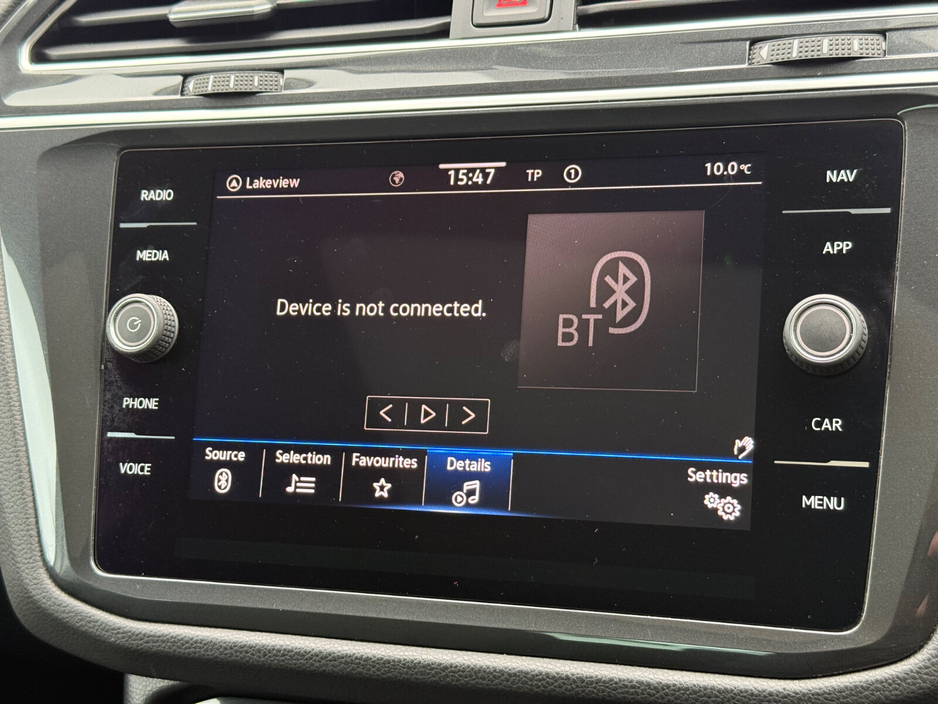 RADIO
MEDIA
PHONE
VOICE
Lakeview
15:47
TP
1
10.0°C
Device is not connected.
BT
Source
Selection
Favourites
Details
Settings
NAV
APP
CAR
MENU